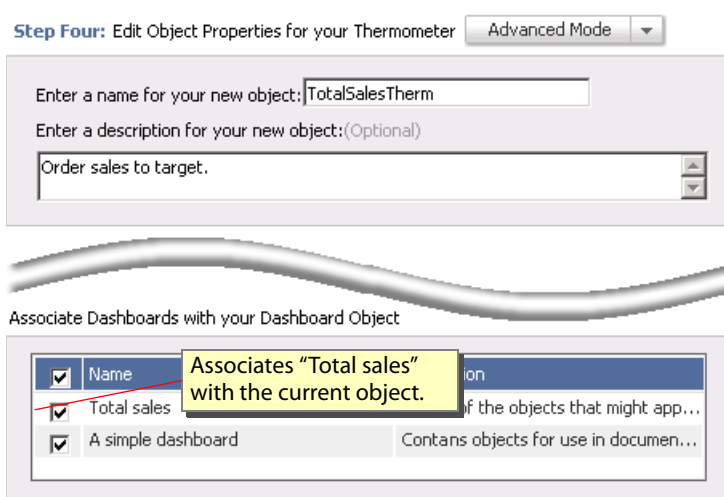 Step Four: Edit Object Properties for your Thermometer Advanced Mode
Enter a name for your new object: TotalSalesTherm
Enter a description for your new object:(Optional)
Order sales to target.
Associate Dashboards with your Dashboard Object
Name ion
Associates “Total sales”
with the current object.
Total sales of the objects that might app...
A simple dashboard Contans objects for use in documen...